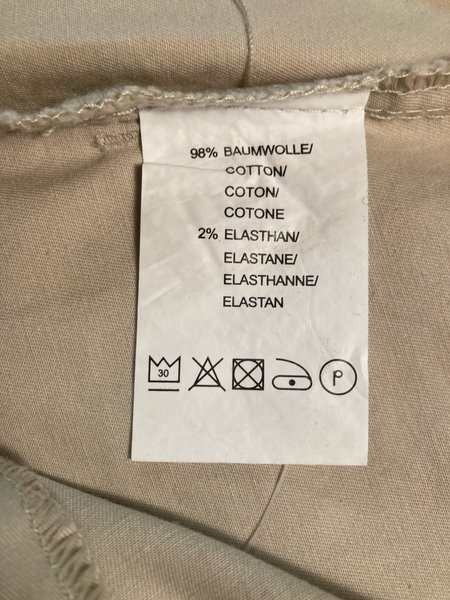 98% BAUMWOLLE/
COTTON/
COTON/
COTONE
2% ELASTHAN/
ELASTANE/
ELASTHANNE/
ELASTAN
30 P